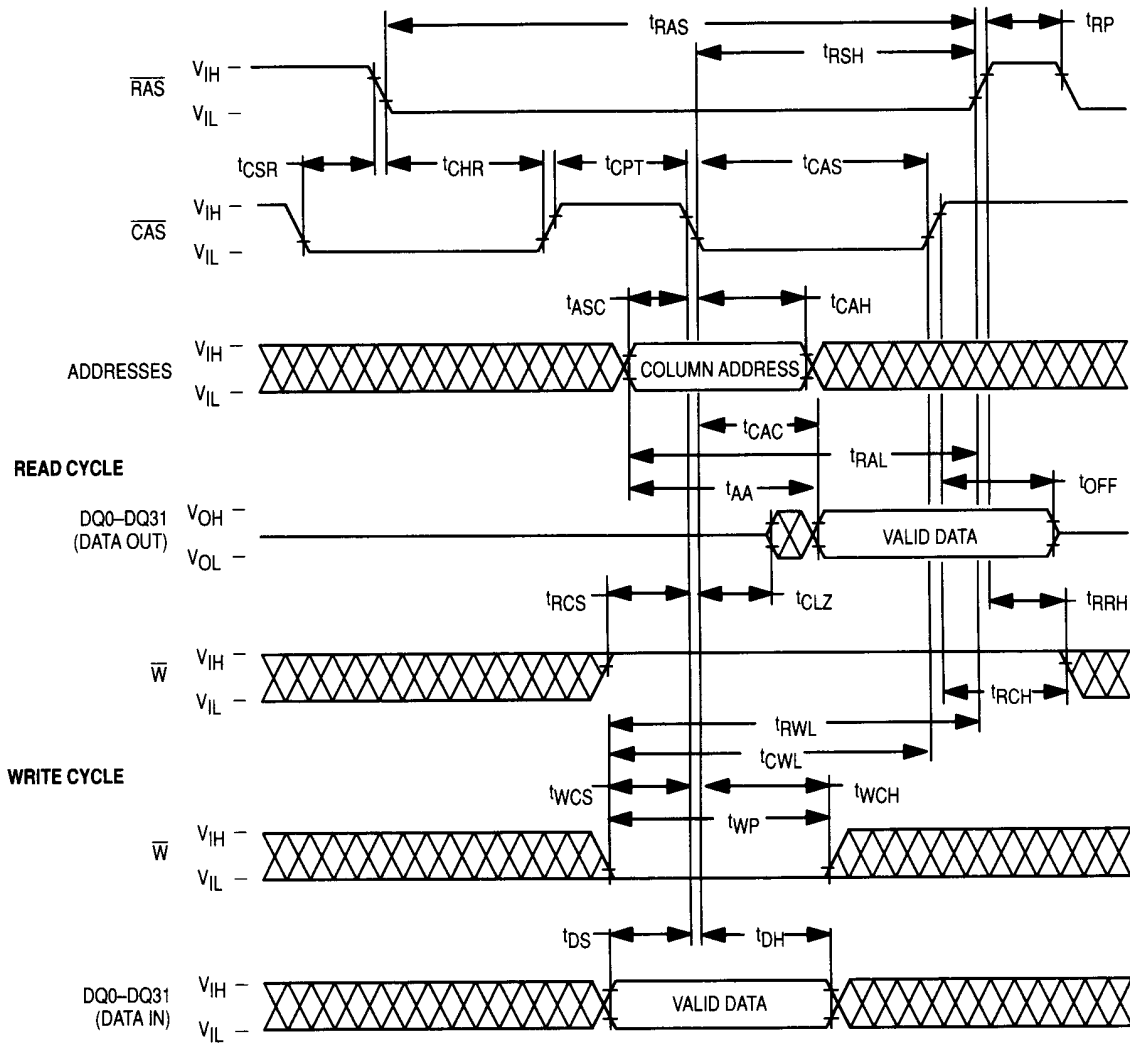 tRAS
tRP
tRSH
RAS
VIH
VIL
tCSR
tCHR
tCPT
tCAS
CAS
VIH
VIL
tASC
tCAH
ADDRESSES
VIH
VIL
COLUMN ADDRESS
tCAC
READ CYCLE
tRAL
tAA
tOFF
DQ0–DQ31
(DATA OUT)
VOH
VOL
VALID DATA
tRCS
tCLZ
tRRH
W
VIH
VIL
tRCH
tRWL
tCWL
WRITE CYCLE
tWCS
tWCH
tWP
W
VIH
VIL
tDS
tDH
DQ0–DQ31
(DATA IN)
VIH
VIL
VALID DATA